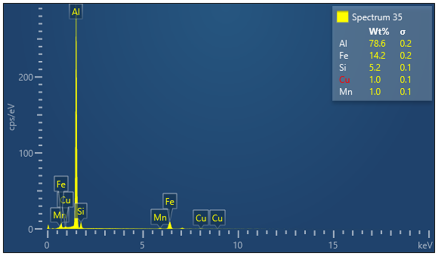 Spectrum 35
Wt% σ
Al 78.6 0.2
Fe 14.2 0.2
Si 5.2 0.1
Cu 1.0 0.1
Mn 1.0 0.1
Al
200
cps/eV
100
Fe
Cu
Mn
Si
Mn
Fe
Cu
Cu
0
0 5 10 15 keV